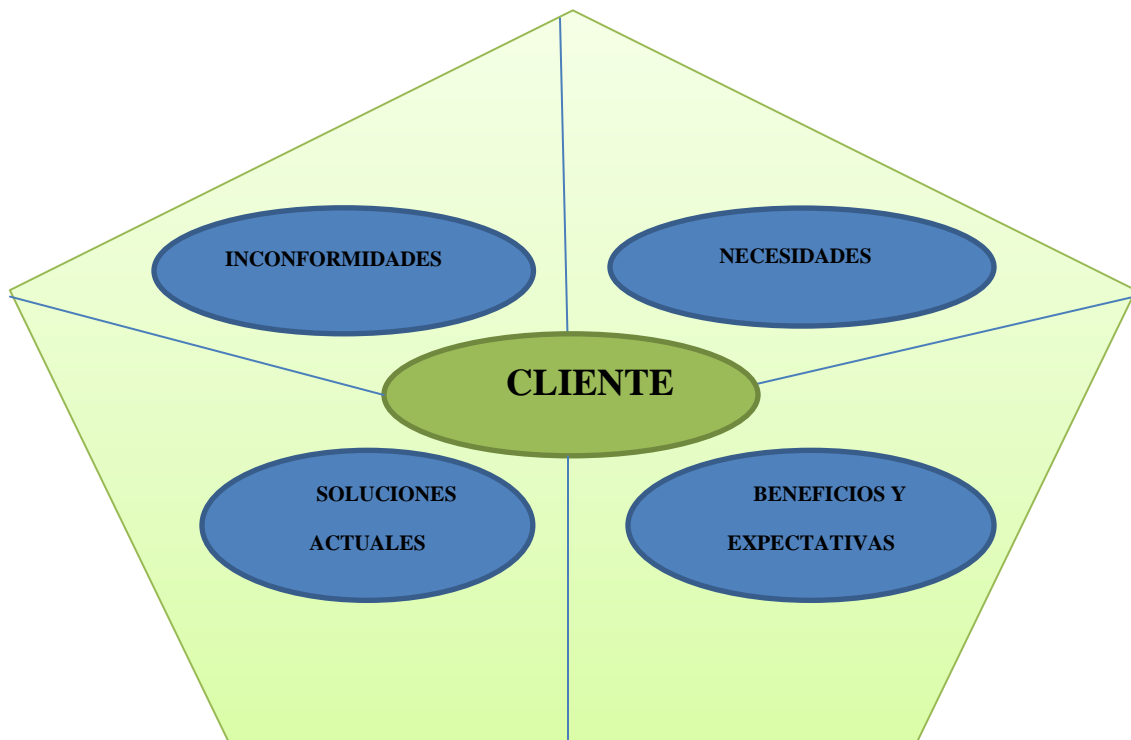 INCONFORMIDADES
NECESIDADES
CLIENTE
SOLUCIONES
ACTUALES
BENEFICIOS Y
EXPECTATIVAS